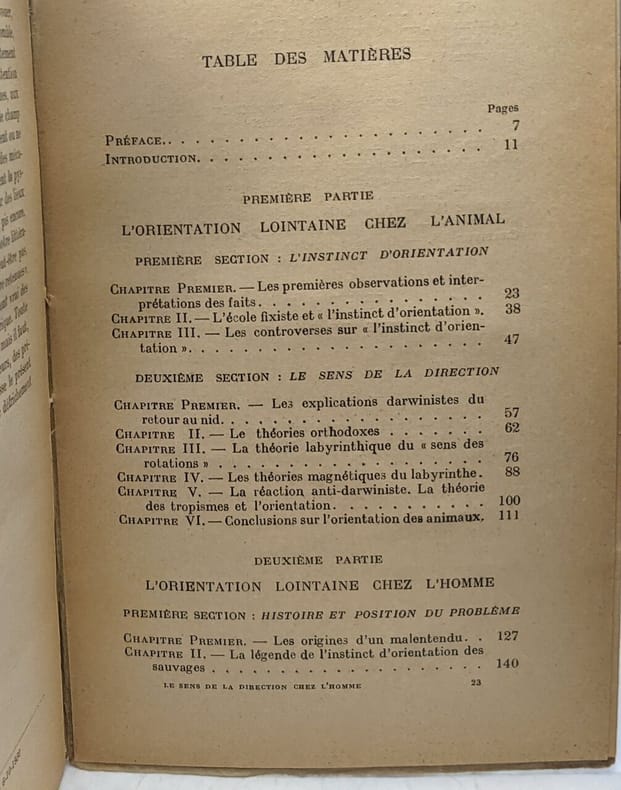 TABLE DES MATIÈRES
Pages
PRÉFACE. . . . . . . . . . . . . . . . . . 7
INTRODUCTION. . . . . . . . . . . . . . . . 11
PREMIÈRE PARTIE
L'ORIENTATION LOINTAINE CHEZ L'ANIMAL
PREMIÈRE SECTION : L'INSTINCT D'ORIENTATION
CHAPITRE PREMIER. — Les premières observations et inter-
prétations des faits. . . . . . . . . . . . . 23
CHAPITRE II. — L'école fixiste et « l'instinct d'orientation ». 38
CHAPITRE III. — Les controverses sur « l'instinct d'orien-
tation ». . . . . . . . . . . . . . . . . 47
DEUXIÈME SECTION : LE SENS DE LA DIRECTION
CHAPITRE PREMIER. — Les explications darwinistes du
retour au nid. . . . . . . . . . . . . . . 57
CHAPITRE II. — Le théories orthodoxes . . . . . . . 62
CHAPITRE III. — La théorie labyrinthique du « sens des
rotations » . . . . . . . . . . . . . . . . 76
CHAPITRE IV. — Les théories magnétiques du labyrinthe. 88
CHAPITRE V. — La réaction anti-darwiniste. La théorie
des tropismes et l'orientation. . . . . . . . . . 100
CHAPITRE VI. — Conclusions sur l'orientation des animaux. 111
DEUXIÈME PARTIE
L'ORIENTATION LOINTAINE CHEZ L'HOMME
PREMIÈRE SECTION : HISTOIRE ET POSITION DU PROBLÈME
CHAPITRE PREMIER. — Les origines d'un malentendu. . 127
CHAPITRE II. — La légende de l'instinct d'orientation des
sauvages . . . . . . . . . . . . . . . . . 140
LE SENS DE LA DIRECTION CHEZ L'HOMME 23